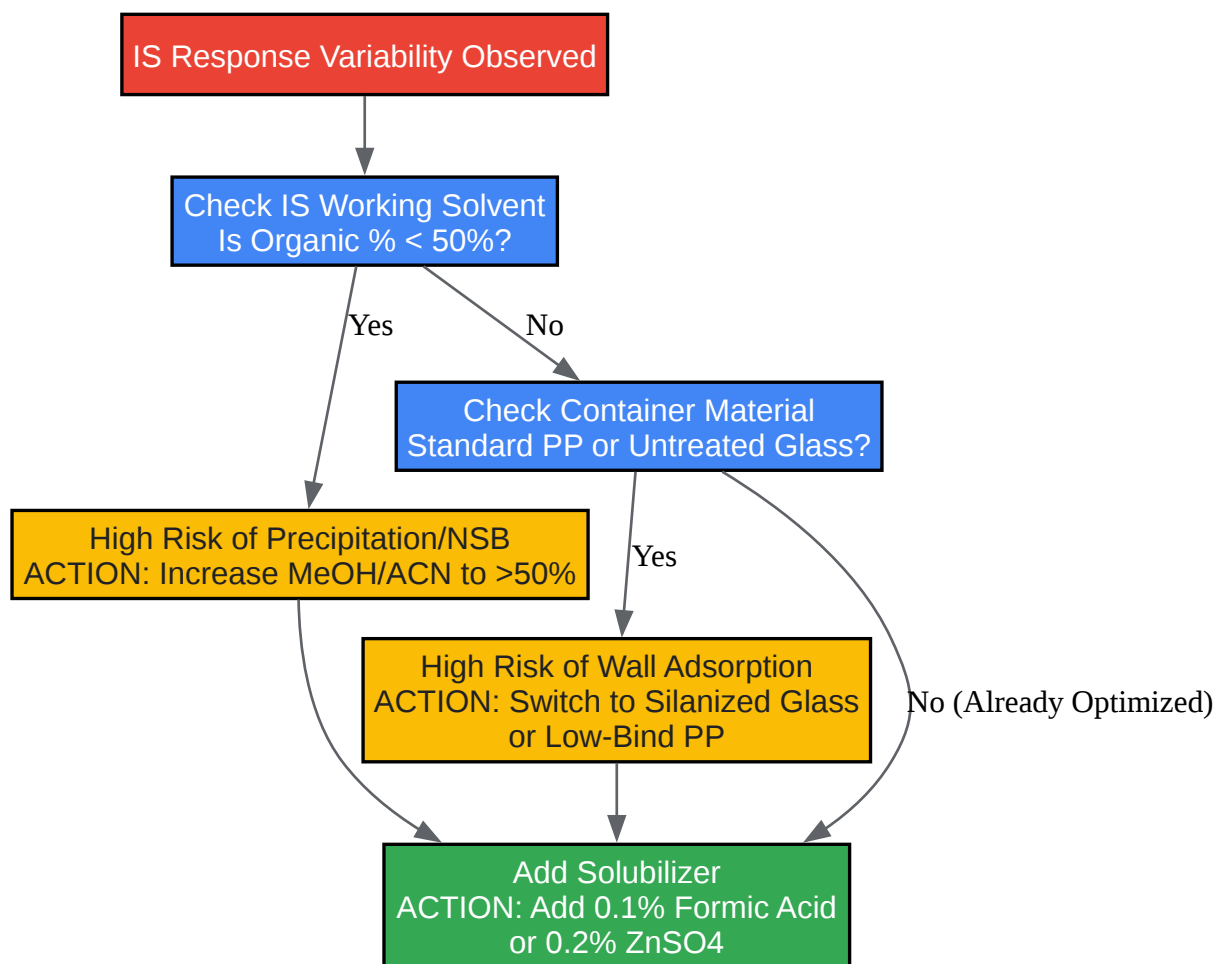 IS Response Variability Observed
Check IS Working Solvent
Is Organic % < 50%?
Yes
No
Check Container Material
Standard PP or Untreated Glass?
High Risk of Precipitation/NSB
ACTION: Increase MeOH/ACN to >50%
Yes
High Risk of Wall Adsorption
ACTION: Switch to Silanized Glass
or Low-Bind PP
No (Already Optimized)
Add Solubilizer
ACTION: Add 0.1% Formic Acid
or 0.2% ZnSO4